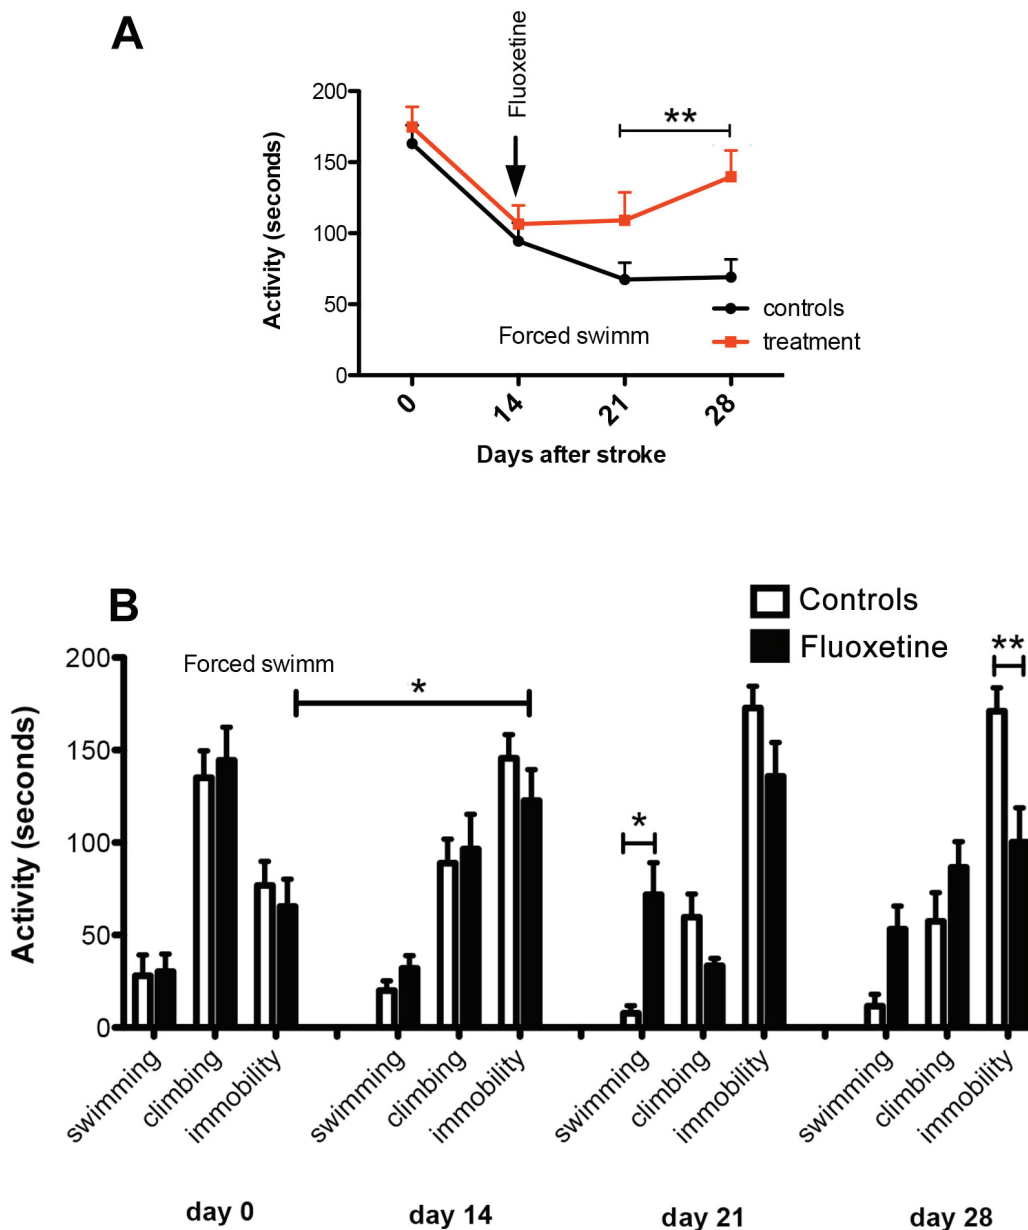 A
Fluoxetine
**
200
150
100
50
0
Activity (seconds)
controls
treatment
Forced swimm
0
14
21
28
Days after stroke
B
Controls
Fluoxetine
Forced swimm
*
*
**
200
150
100
50
0
Activity (seconds)
swimming
climbing
immobility
swimming
climbing
immobility
swimming
climbing
immobility
swimming
climbing
immobility
day 0
day 14
day 21
day 28